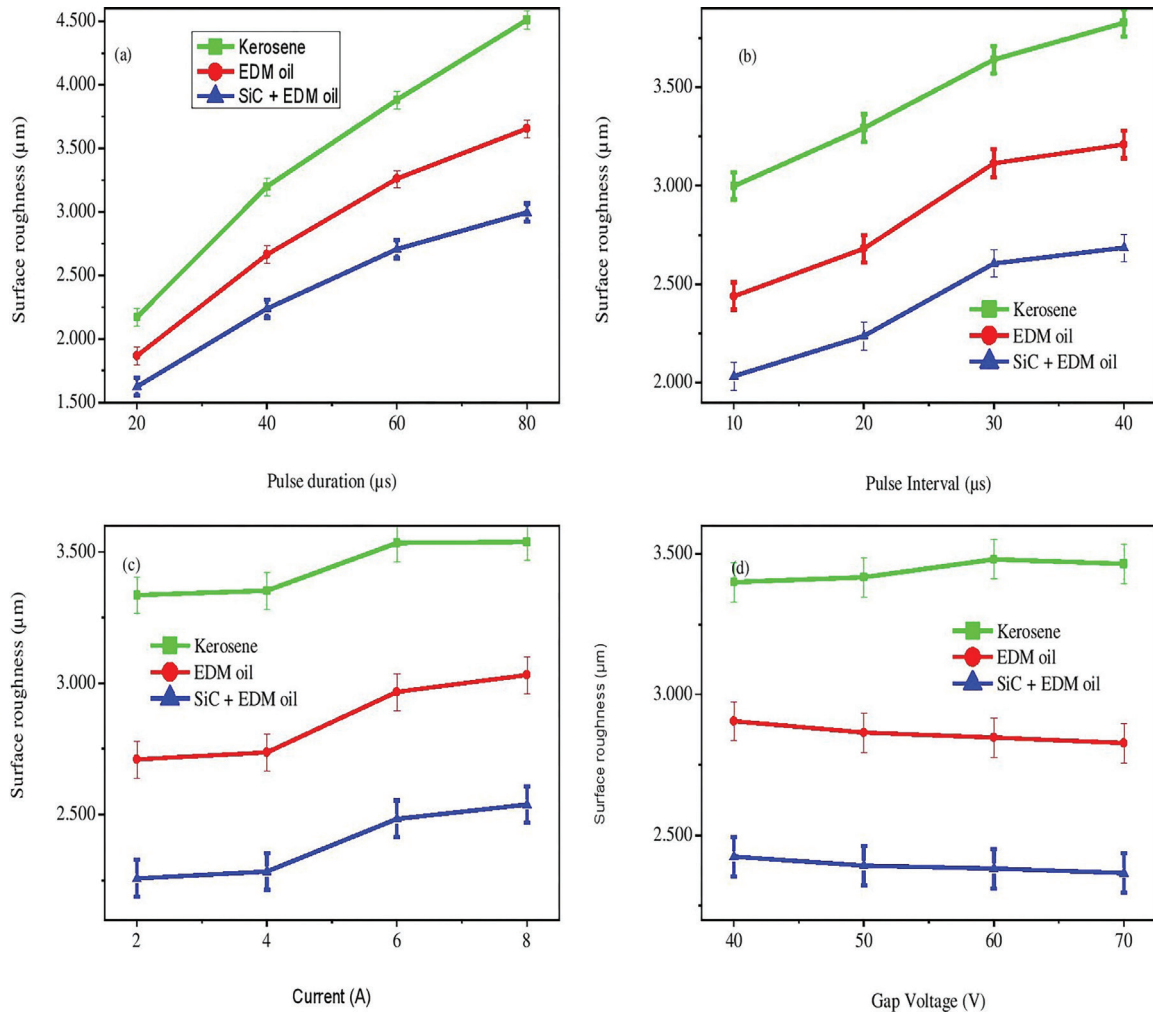 (a)
Kerosene
EDM oil
SiC + EDM oil
Surface roughness (µm)
4.500
4.000
3.500
3.000
2.500
2.000
1.500
20
40
60
80
Pulse duration (µs)
(b)
Surface roughness (µm)
3.500
3.000
2.500
2.000
Kerosene
EDM oil
SiC + EDM oil
10
20
30
40
Pulse Interval (µs)
(c)
Surface roughness (µm)
3.500
3.000
2.500
Kerosene
EDM oil
SiC + EDM oil
2
4
6
8
Current (A)
(d)
Surface roughness (µm)
3.500
3.000
2.500
Kerosene
EDM oil
SiC + EDM oil
40
50
60
70
Gap Voltage (V)